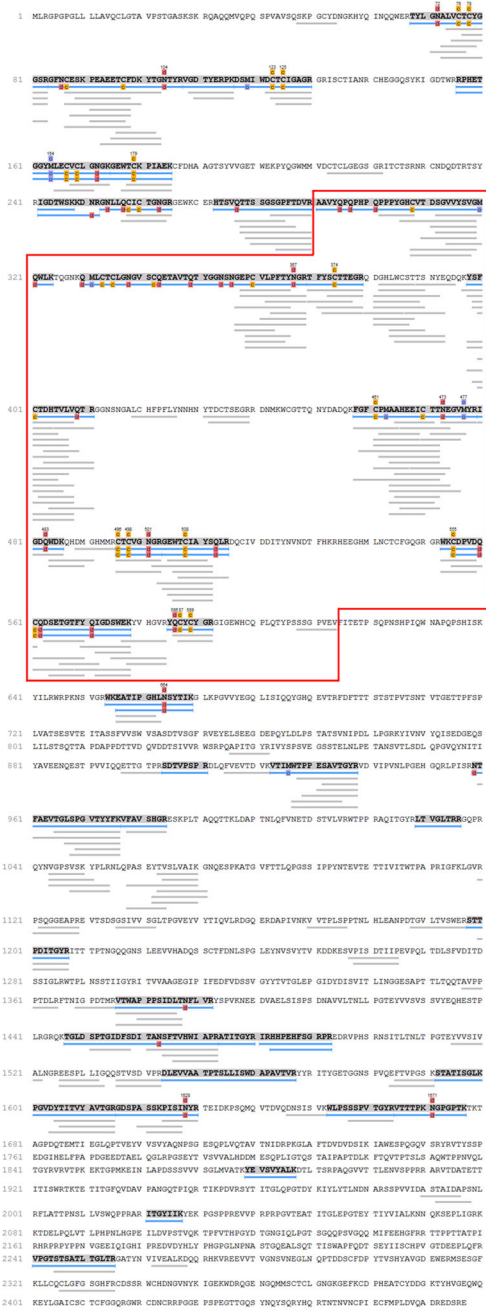 1 MLRGPGPGLL LLAVQCLGTA VPSTGASKSK RQAQQMVQPQ SPVAVSQSKP GCYDNGKHYQ INQQWERTYL GNALVCTCYG
81 GSRGFNCESK PEAEETCFDK YTGNTYRVGD TYERPKDSMI WDCTCIGAGR GRISCTIANR CHEGGQSYKI GDTWRRPHET
161 GGYMLECVCL GNGKGEWTCK PIAEKCFDHA AGTSYVVGET WEKPYQGWMM VDCTCLGEGS GRITCTSRNR CNDQDTRTSY
241 RIGDTWSKKD NRGNLLQCIC TGNGRGEWKC ERHTSVQTTS SGSGPFTDVR AAVYQPQPHP QPPPYGHCVT DSGVVYSVGM
321 QWLKTQGNKQ MLCTCLGNGV SCQETAVTQT YGGNSNGEPC VLPFTYNGRT FYSCTTEGRQ DGHLWCSTTS NYEQDQKYSF
401 CTDHTVLVQT RGGNSNGALC HFPFLYNNHN YTDCTSEGRR DNMKWCGTTQ NYDADQKFGF CPMAAHEEIC TTNEGVMYRI
481 GDQWDKQHDM GHMMRCTCVG NGRGEWTCIA YSQLRDQCIV DDITYNVNDT FHKRHEEGHM LNCTCFGQGR GRWKCDPVDQ
561 CQDSETGTFY QIGDSWEKYV HGVRYQCYCY GRGIGEWHCQ PLQTYPSSSG PVEVFITETP SQPNSHPIQW NAPQPSHISK
641 YILRWRPKNS VGRWKEATIP GHLNSYTIKG LKPGVVYEGQ LISIQQYGHQ EVTRFDFTTT STSTPVTSNT VTGETTPFSP
721 LVATSESVTE ITASSFVVSW VSASDTVSGF RVEYELSEEG DEPQYLDLPS TATSVNIPDL LPGRKYIVNV YQISEDGEQS
801 LILSTSQTTA PDAPPDTTVD QVDDTSIVVR WSRPQAPITG YRIVYSPSVE GSSTELNLPE TANSVTLSDL QPGVQYNITI
881 YAVEENQEST PVVIQQETTG TPRSDTVPSP RDLQFVEVTD VKVTIMWTPP ESAVTGYRVD VIPVNLPGEH GQRLPISRNT
961 FAEVTGLSPG VTYYFKVFAV SHGRESKPLT AQQTTKLDAP TNLQFVNETD STVLVRWTPP RAQITGYRLT VGLTRRGQPR
1041 QYNVGPSVSK YPLRNLQPAS EYTVSLVAIK GNQESPKATG VFTTLQPGSS IPPYNTEVTE TTIVITWTPA PRIGFKLGVR
1121 PSQGGEAPRE VTSDSGSIVV SGLTPGVEYV YTIQVLRDGQ ERDAPIVNKV VTPLSPPTNL HLEANPDTGV LTVSWERSTT
1201 PDITGYRITT TPTNGQQGNS LEEVVHADQS SCTFDNLSPG LEYNVSVYTV KDDKESVPIS DTIIPEVPQL TDLSFVDITD
1281 SSIGLRWTPL NSSTIIGYRI TVVAAGEGIP IFEDFVDSSV GYYTVTGLEP GIDYDISVIT LINGGESAPT TLTQQTAVPP
1361 PTDLRFTNIG PDTMRVTWAP PPSIDLTNFL VRYSPVKNEE DVAELSISPS DNAVVLTNLL PGTEYVVSVS SVYEQHESTP
1441 LRGRQKTGLD SPTGIDFSDI TANSFTVHWI APRATITGYR IRHHPEHFSG RPREDRVPHS RNSITLTNLT PGTEYVVSIV
1521 ALNGREESPL LIGQQSTVSD VPRDLEVVAA TPTSLLISWD APAVTVRYYR ITYGETGGNS PVQEFTVPGS KSTATISGLK
1601 PGVDYTITVY AVTGRGDSPA SSKPISINYR TEIDKPSQMQ VTDVQDNSIS VKWLPSSSPV TGYRVTTTPK NGPGPTKTKT
1681 AGPDQTEMTI EGLQPTVEYV VSVYAQNPSG ESQPLVQTAV TNIDRPKGLA FTDVDVDSIK IAWESPQGQV SRYRVTYSSP
1761 EDGIHELFPA PDGEEDTAEL QGLRPGSEYT VSVVALHDDM ESQPLIGTQS TAIPAPTDLK FTQVTPTSLS AQWTPPNVQL
1841 TGYRVRVTPK EKTGPMKEIN LAPDSSSVVV SGLMVATKYE VSVYALKDTL TSRPAQGVVT TLENVSPPRR ARVTDATETT
1921 ITISWRTKTE TITGFQVDAV PANGQTPIQR TIKPDVRSYT ITGLQPGTDY KIYLYTLNDN ARSSPVVIDA STAIDAPSNL
2001 RFLATTPNSL LVSWQPPRAR ITGYIIKYEK PGSPPREVVP RPRPGVTEAT ITGLEPGTEY TIYVIALKNN QKSEPLIGRK
2081 KTDELPQLVT LPHPNLHGPE ILDVPSTVQK TPFVTHPGYD TGNGIQLPGT SGQQPSVGQQ MIFEEHGFRR TTPPTTATPI
2161 RHRPRPYPPN VGEEIQIGHI PREDVDYHLY PHGPGLNPNA STGQEALSQT TISWAPFQDT SEYIISCHPV GTDEEPLQFR
2241 VPGTSTSATL TGLTRGATYN VIVEALKDQQ RHKVREEVVT VGNSVNEGLN QPTDDSCFDP YTVSHYAVGD EWERMSESGF
2321 KLLCQCLGFG SGHFRCDSSR WCHDNGVNYK IGEKWDRQGE NGQMMSCTCL GNGKGEFKCD PHEATCYDDG KTYHVGEQWQ
2401 KEYLGAICSC TCFGGQRGWR CDNCRRPGGE PSPEGTTGQS YNQYSQRYHQ RTNTNVNCPI ECFMPLDVQA DREDSRE